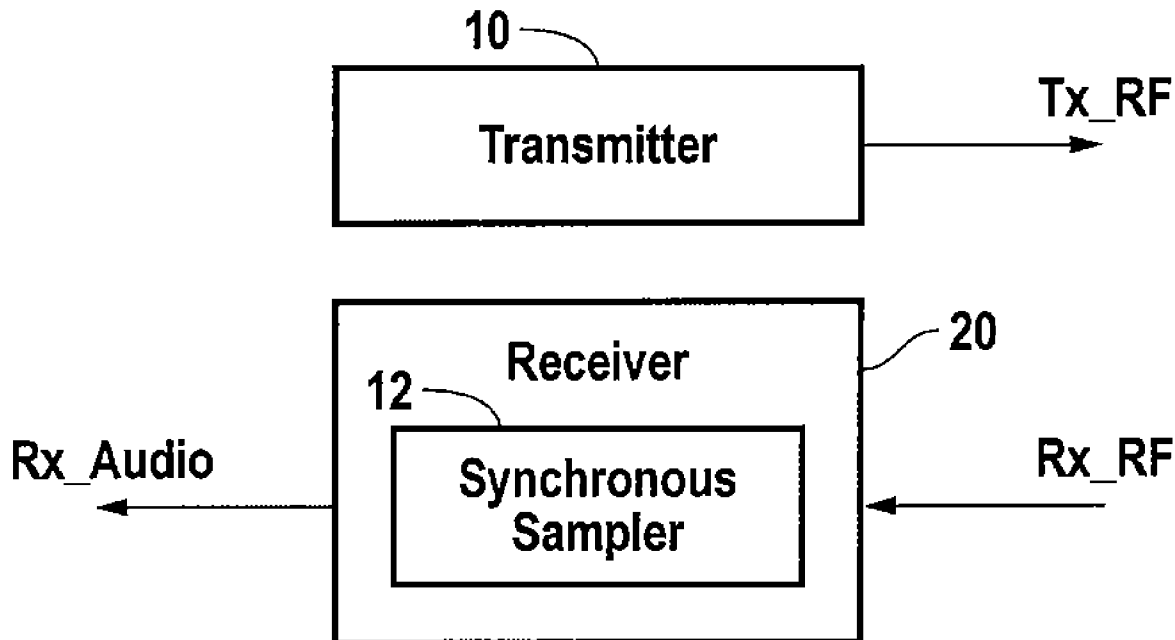 10
Transmitter
Tx_RF
Receiver
20
12
Rx_Audio
Synchronous
Sampler
Rx_RF